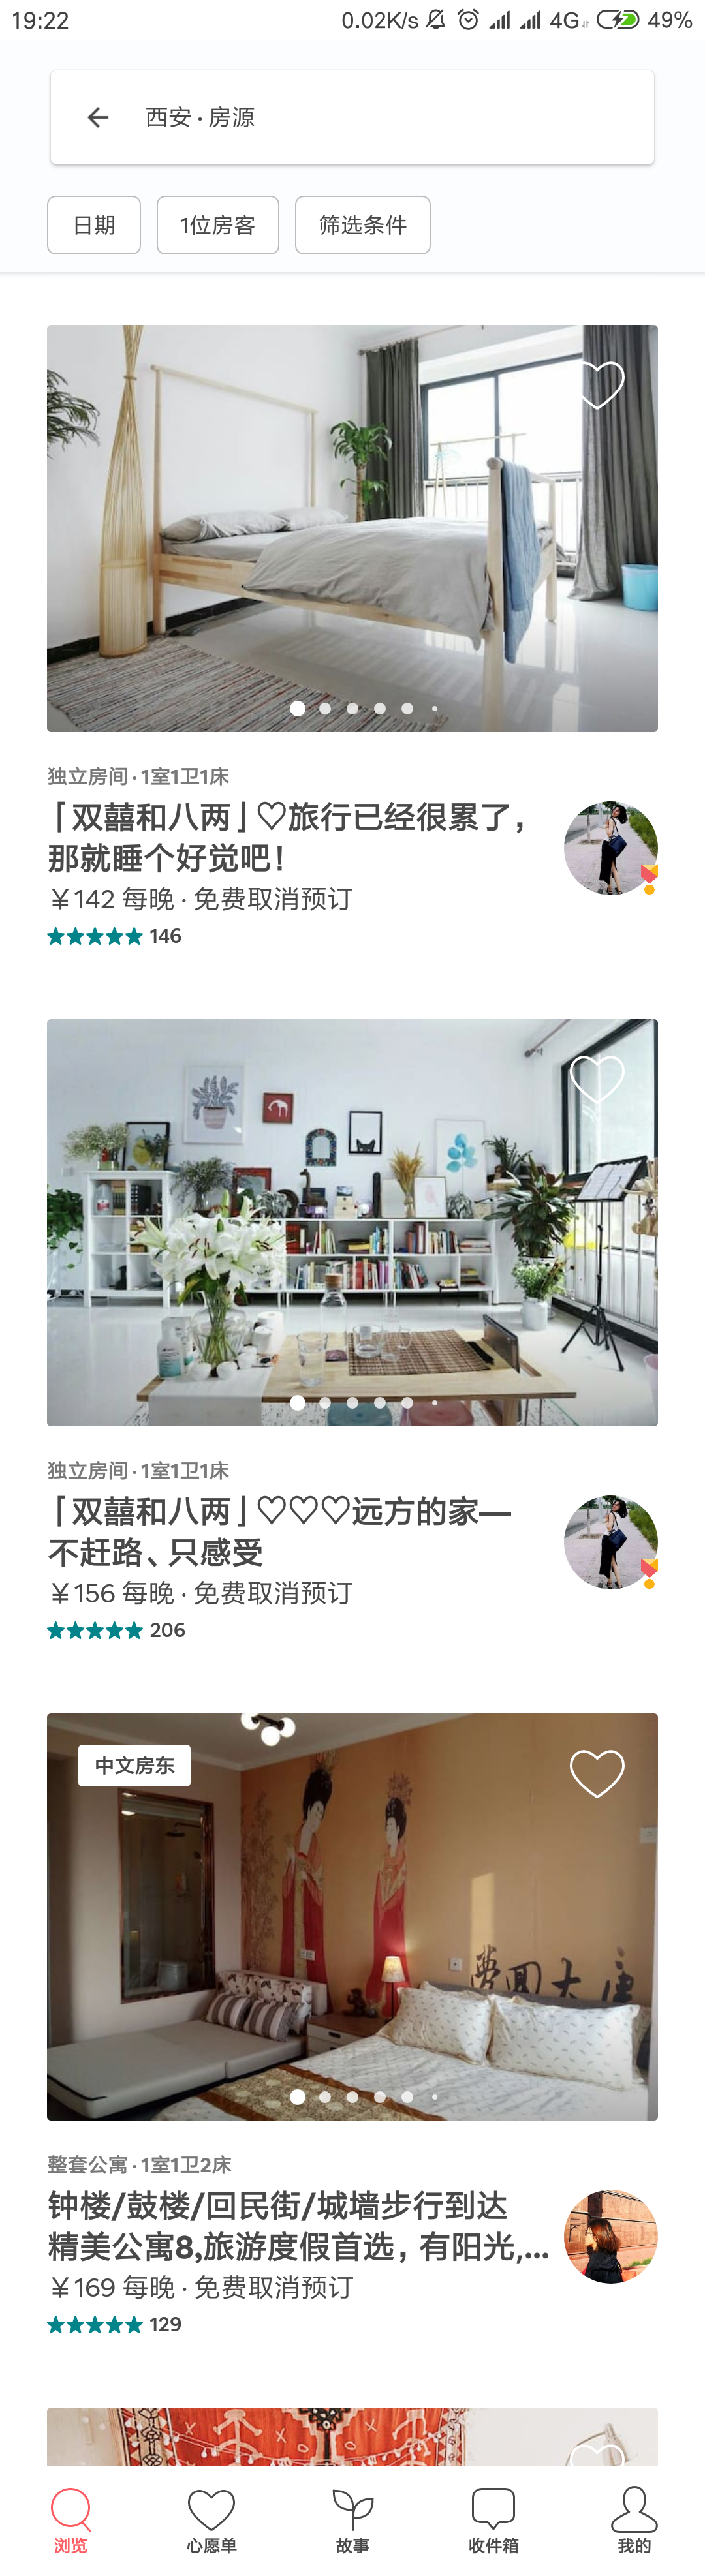 19:22 0.02K/s 4G 49%
西安 · 房源
日期 1位房客 筛选条件
独立房间 · 1室1卫1床
「双囍和八两」♡旅行已经很累了，
那就睡个好觉吧！
￥142 每晚 · 免费取消预订
★★★★★ 146
独立房间 · 1室1卫1床
「双囍和八两」♡♡♡远方的家—
不赶路、只感受
￥156 每晚 · 免费取消预订
★★★★★ 206
中文房东
夢回大唐
整套公寓 · 1室1卫2床
钟楼/鼓楼/回民街/城墙步行到达
精美公寓8,旅游度假首选，有阳光,...
￥169 每晚 · 免费取消预订
★★★★★ 129
浏览 心愿单 故事 收件箱 我的